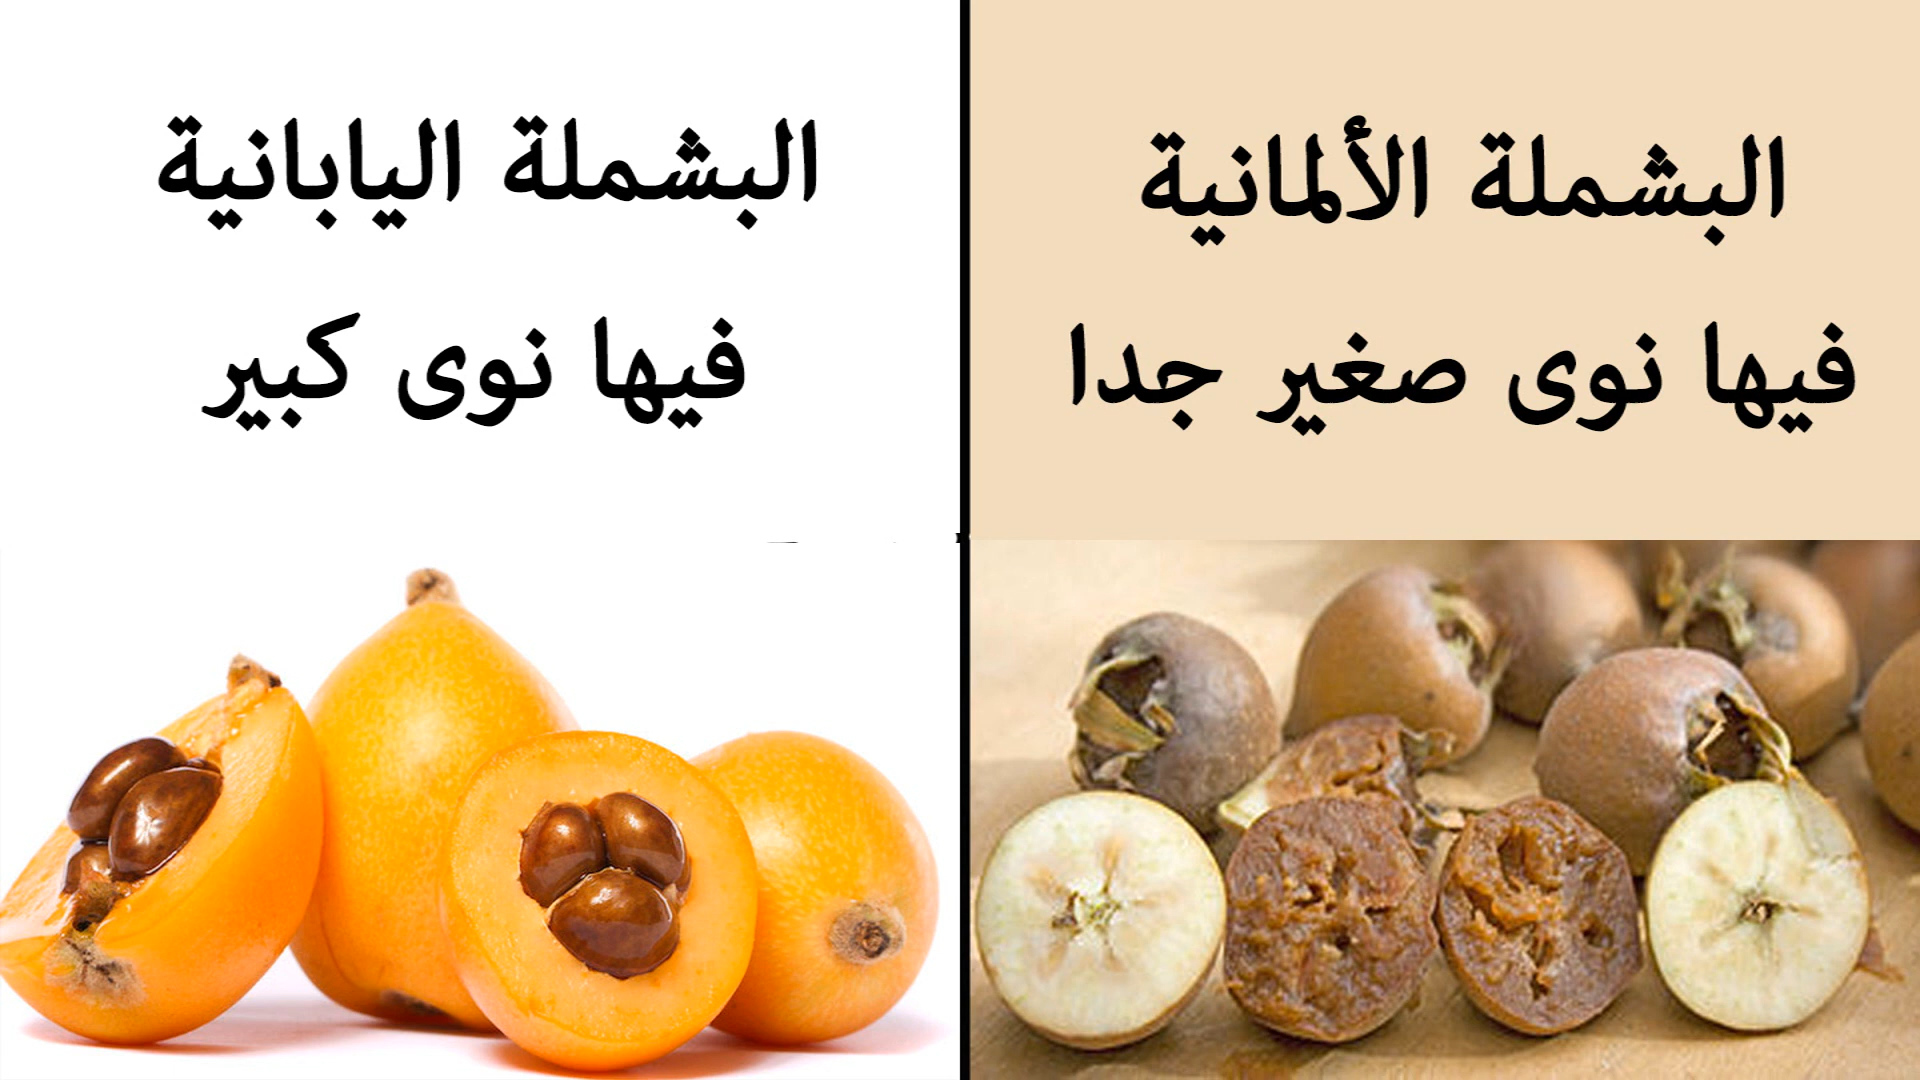 البشملة الألمانية
فيها نوى صغير جدا
البشملة اليابانية
فيها نوى كبير